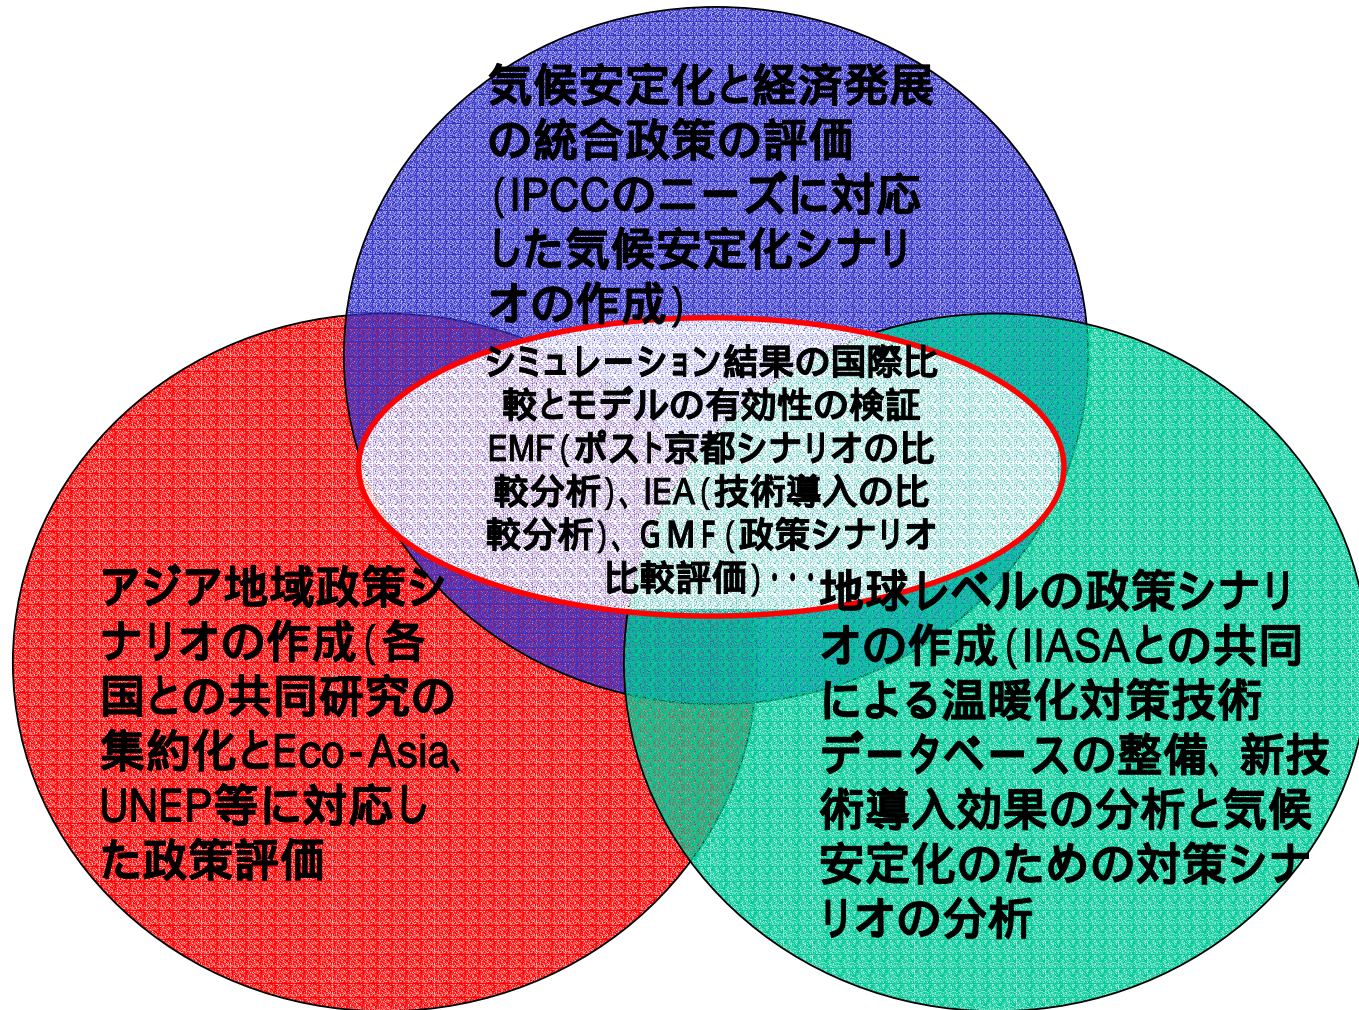 気候安定化と経済発展
の統合政策の評価
(IPCCのニーズに対応
した気候安定化シナリ
オの作成)
シミュレーション結果の国際比
較とモデルの有効性の検証
EMF(ポスト京都シナリオの比
較分析)、IEA(技術導入の比
較分析)、GMF(政策シナリオ
比較評価)・・・
アジア地域政策シ
ナリオの作成(各
国との共同研究の
集約化とEco-Asia、
UNEP等に対応し
た政策評価
地球レベルの政策シナリ
オの作成(IIASAとの共同
による温暖化対策技術
データベースの整備、新技
術導入効果の分析と気候
安定化のための対策シナ
リオの分析